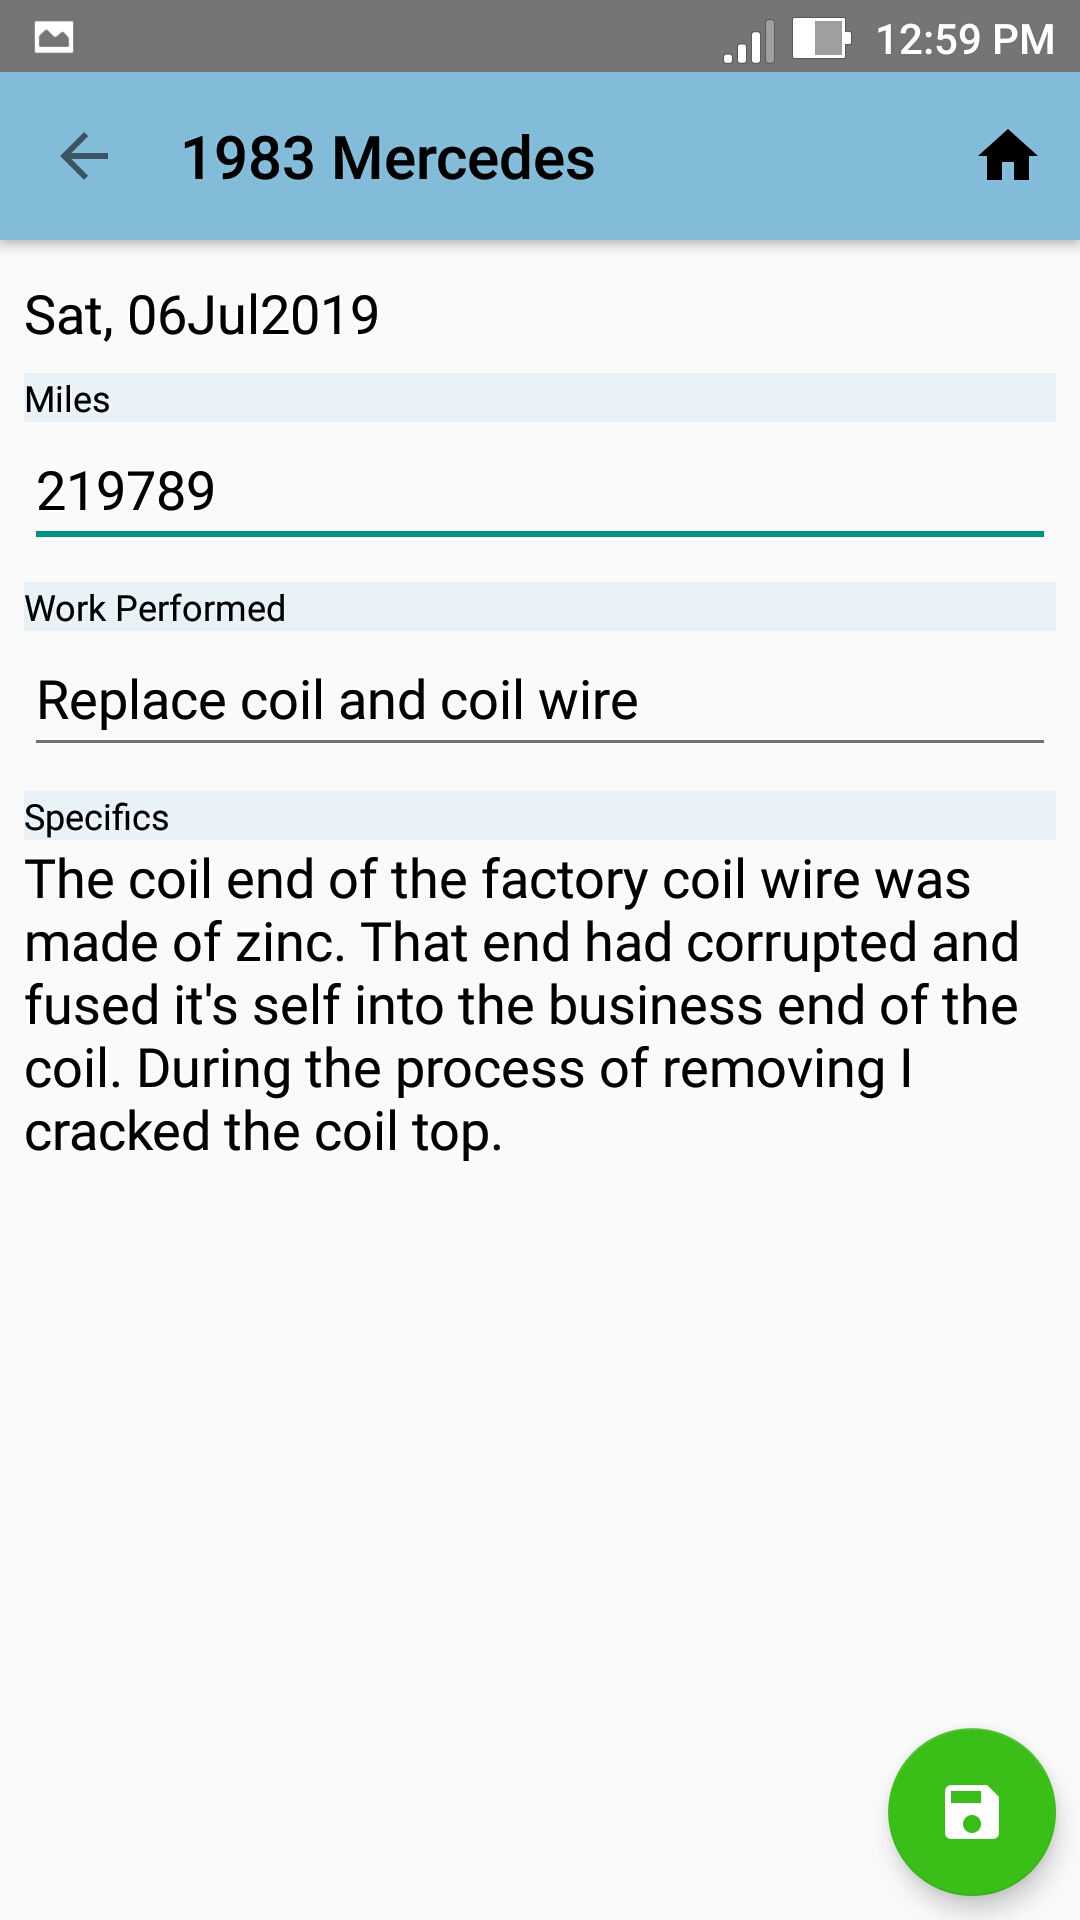 12:59 PM
1983 Mercedes
Sat, 06Jul2019
Miles
219789
Work Performed
Replace coil and coil wire
Specifics
The coil end of the factory coil wire was
made of zinc. That end had corrupted and
fused it's self into the business end of the
coil. During the process of removing I
cracked the coil top.